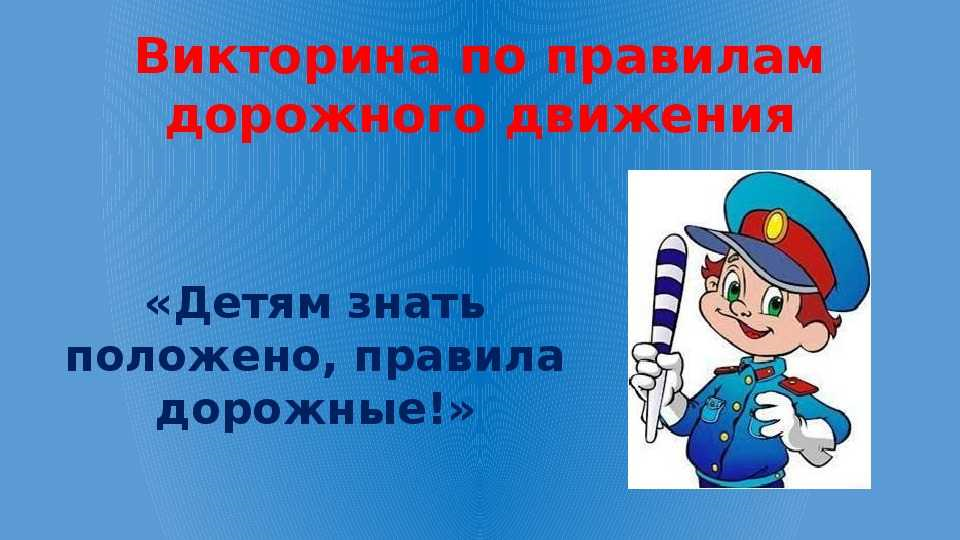 Викторина по правилам
дорожного движения
«Детям знать
положено, правила
дорожные!»